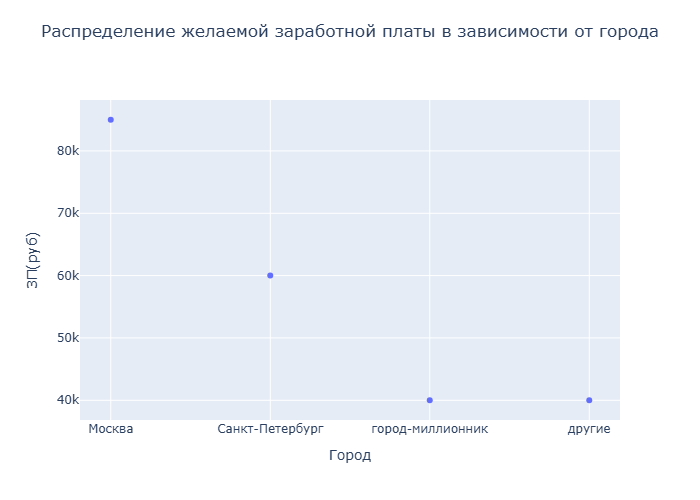 Распределение желаемой заработной платы в зависимости от города
80k
70k
60k
50k
40k
ЗП(руб)
Москва
Санкт-Петербург
город-миллионник
другие
Город